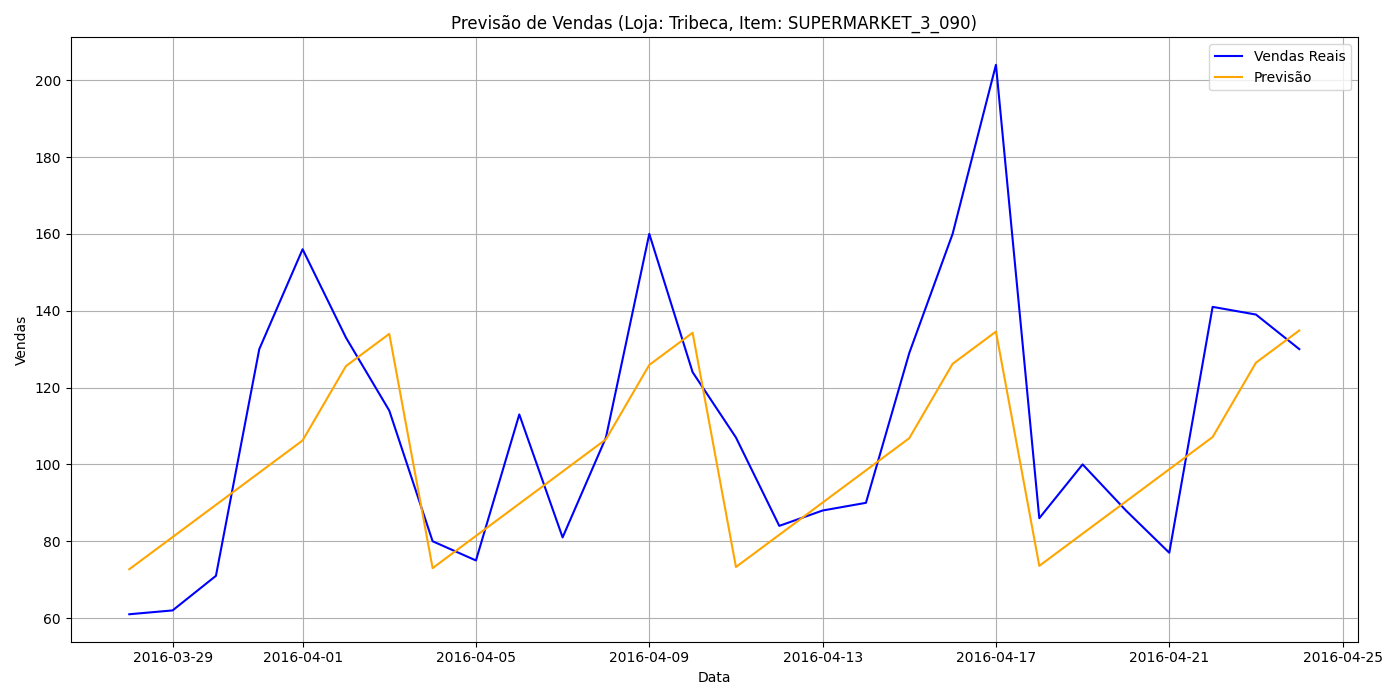 Previsão de Vendas (Loja: Tribeca, Item: SUPERMARKET_3_090)
Vendas Reais
Previsão
Vendas
200
180
160
140
120
100
80
60
2016-03-29 2016-04-01 2016-04-05 2016-04-09 2016-04-13 2016-04-17 2016-04-21 2016-04-25
Data